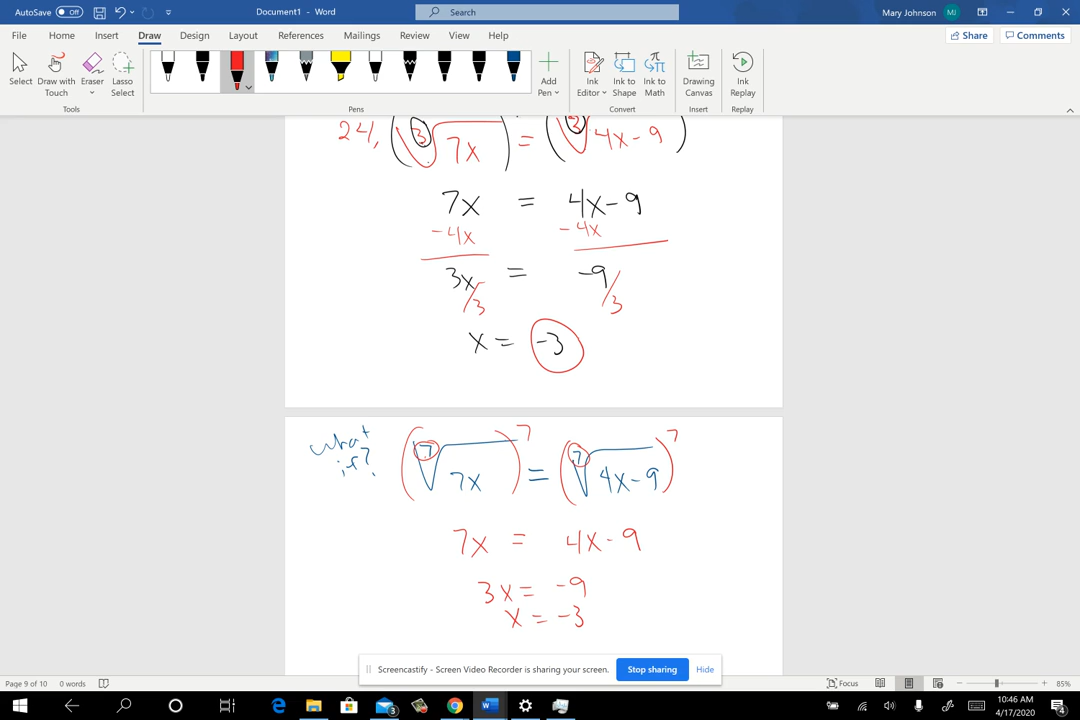 AutoSave Off Document1 - Word Search Mary Johnson MJ
File Home Insert Draw Design Layout References Mailings Review View Help Share Comments
Select Draw with Touch Eraser Lasso Select Add Pen Ink Editor Ink to Shape Ink to Math Drawing Canvas Ink Replay
Tools Pens Convert Insert Replay
24, (∛7x) = (∛4x-9)
7x = 4x-9
-4x -4x
3x/3 = -9/3
x = -3
what if? (⁷√7x)⁷ = (⁷√4x-9)⁷
7x = 4x-9
3x = -9
x = -3
Screencastify - Screen Video Recorder is sharing your screen. Stop sharing Hide
Page 9 of 10 0 words Focus 85%
3 10:46 AM
4/17/2020 4